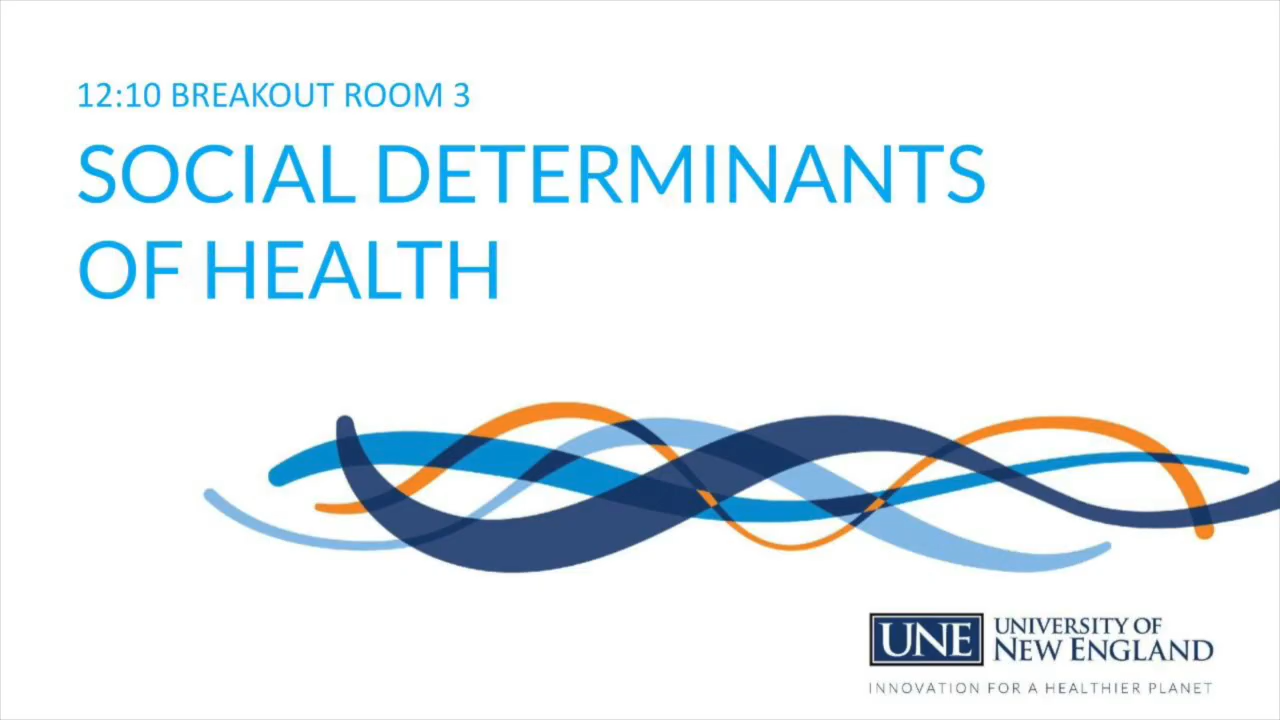 12:10 BREAKOUT ROOM 3
SOCIAL DETERMINANTS
OF HEALTH
UNE
UNIVERSITY OF
NEW ENGLAND
INNOVATION FOR A HEALTHIER PLANET